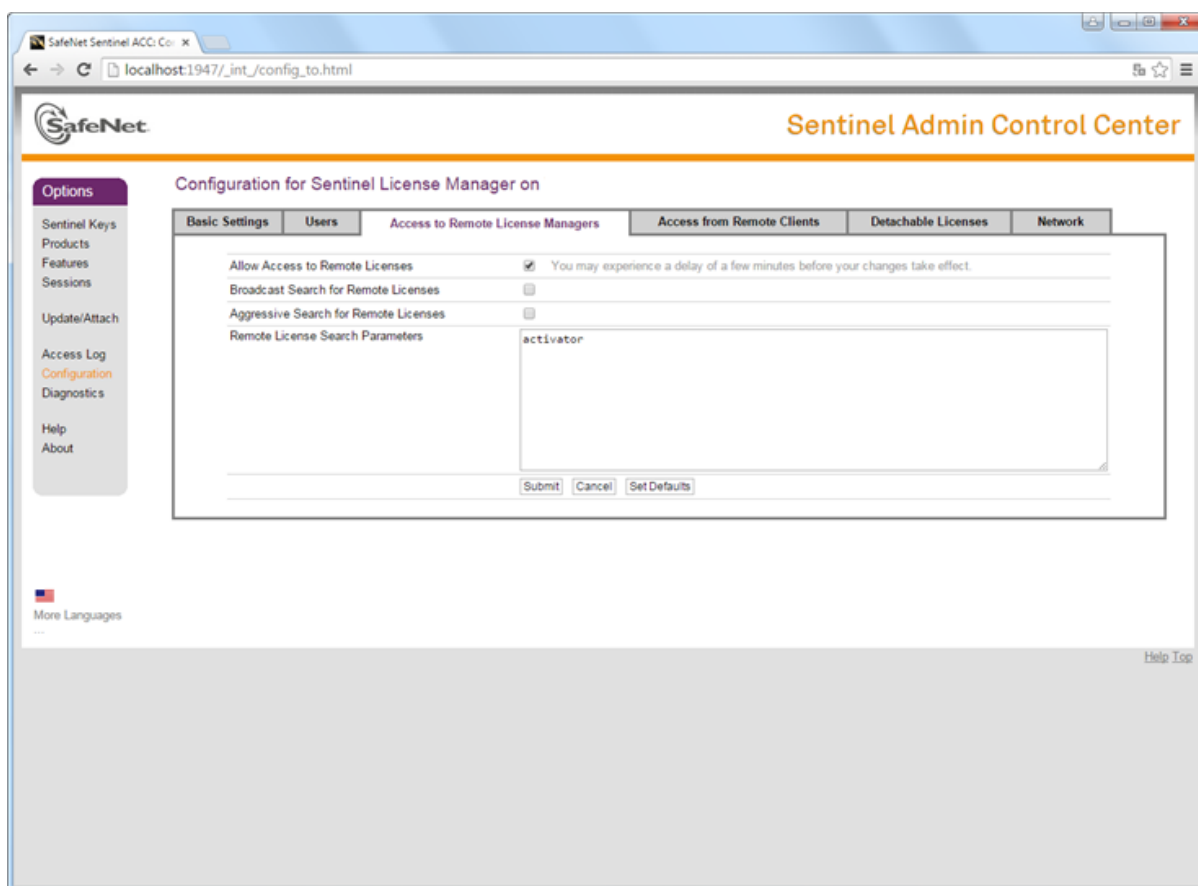 SafeNet Sentinel ACC: Co
localhost:1947/_int_/config_to.html
SafeNet.
Sentinel Admin Control Center
Options
Sentinel Keys
Products
Features
Sessions
Update/Attach
Access Log
Configuration
Diagnostics
Help
About
Configuration for Sentinel License Manager on
Basic Settings Users Access to Remote License Managers Access from Remote Clients Detachable Licenses Network
Allow Access to Remote Licenses You may experience a delay of a few minutes before your changes take effect.
Broadcast Search for Remote Licenses
Aggressive Search for Remote Licenses
Remote License Search Parameters activator
Submit Cancel Set Defaults
More Languages
...
Help Top